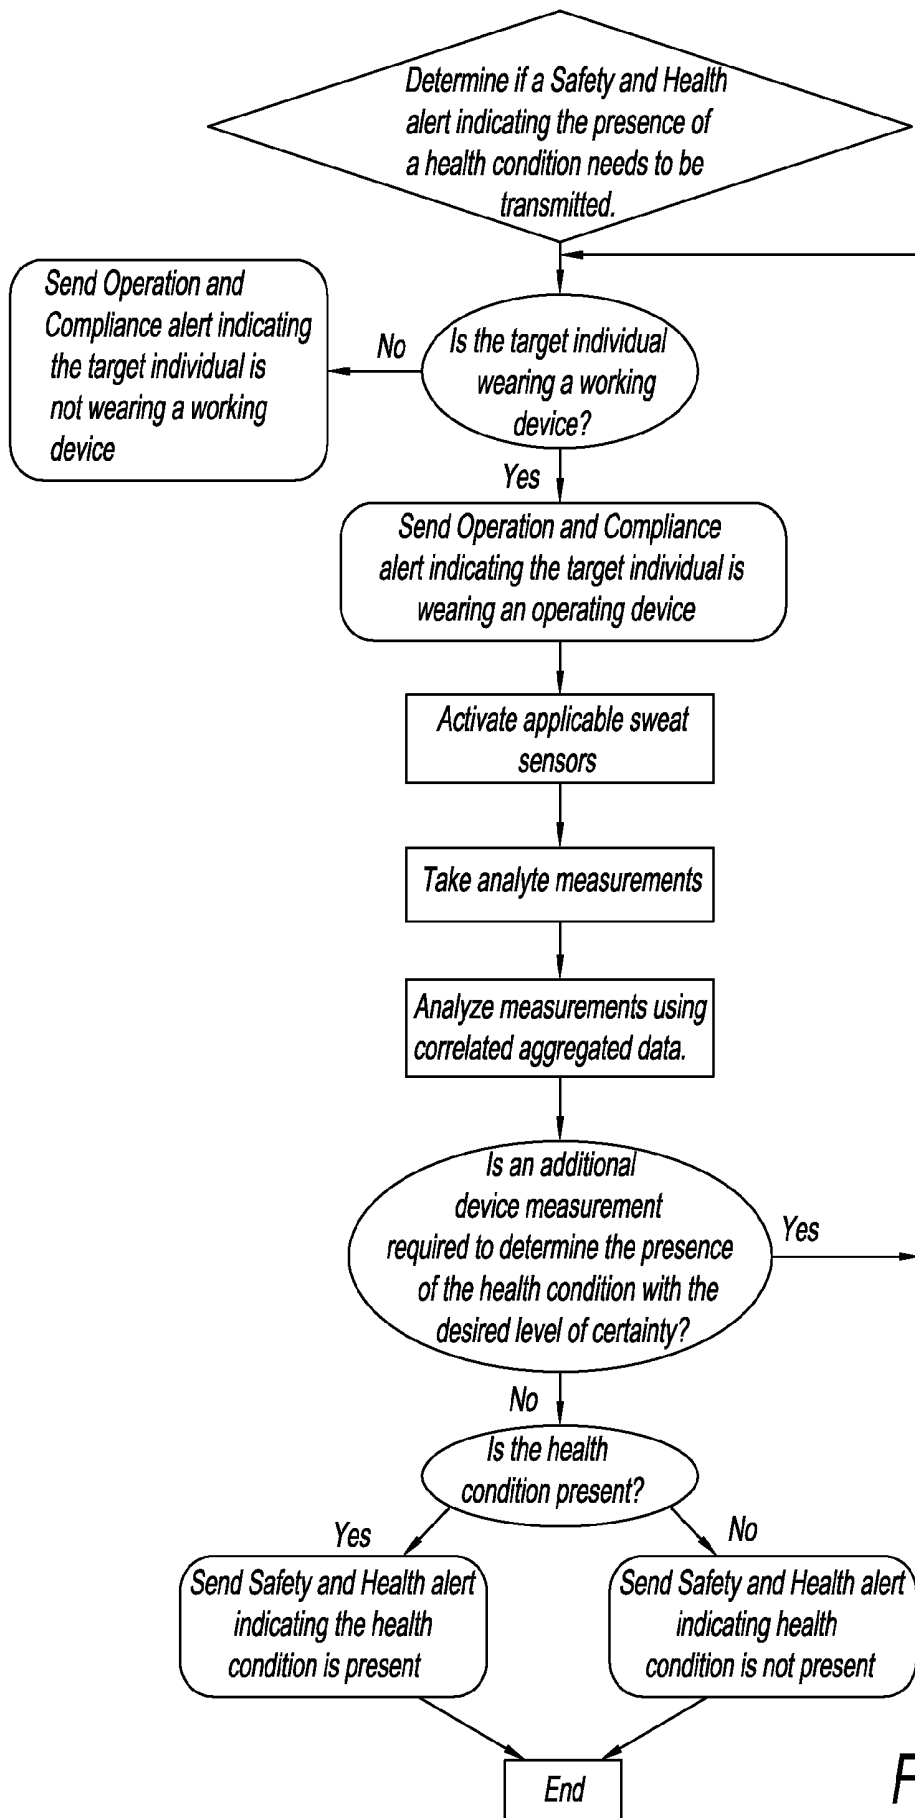 Determine if a Safety and Health
alert indicating the presence of
a health condition needs to be
transmitted.
Send Operation and
Compliance alert indicating
the target individual is
not wearing a working
device
No
Is the target individual
wearing a working
device?
Yes
Send Operation and Compliance
alert indicating the target individual is
wearing an operating device
Activate applicable sweat
sensors
Take analyte measurements
Analyze measurements using
correlated aggregated data.
Is an additional
device measurement
required to determine the presence
of the health condition with the
desired level of certainty?
Yes
No
Is the health
condition present?
Yes
No
Send Safety and Health alert
indicating the health
condition is present
Send Safety and Health alert
indicating health
condition is not present
End